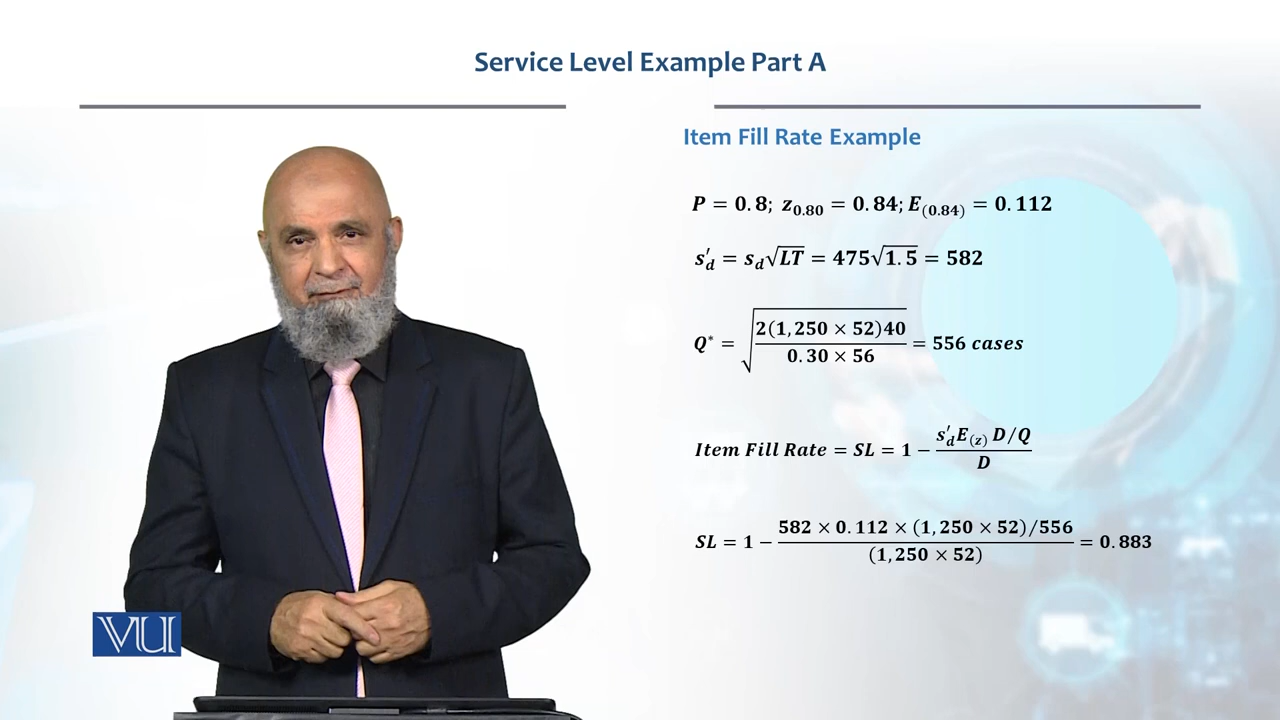 Service Level Example Part A
Item Fill Rate Example
P = 0.8; z₀.₈₀ = 0.84; E₍₀.₈₄₎ = 0.112
s′d = sd√LT = 475√1.5 = 582
Q* = √(2(1,250 × 52)40 / 0.30 × 56) = 556 cases
Item Fill Rate = SL = 1 − s′d E(z) D/Q / D
SL = 1 − 582 × 0.112 × (1,250 × 52)/556 / (1,250 × 52) = 0.883
VU